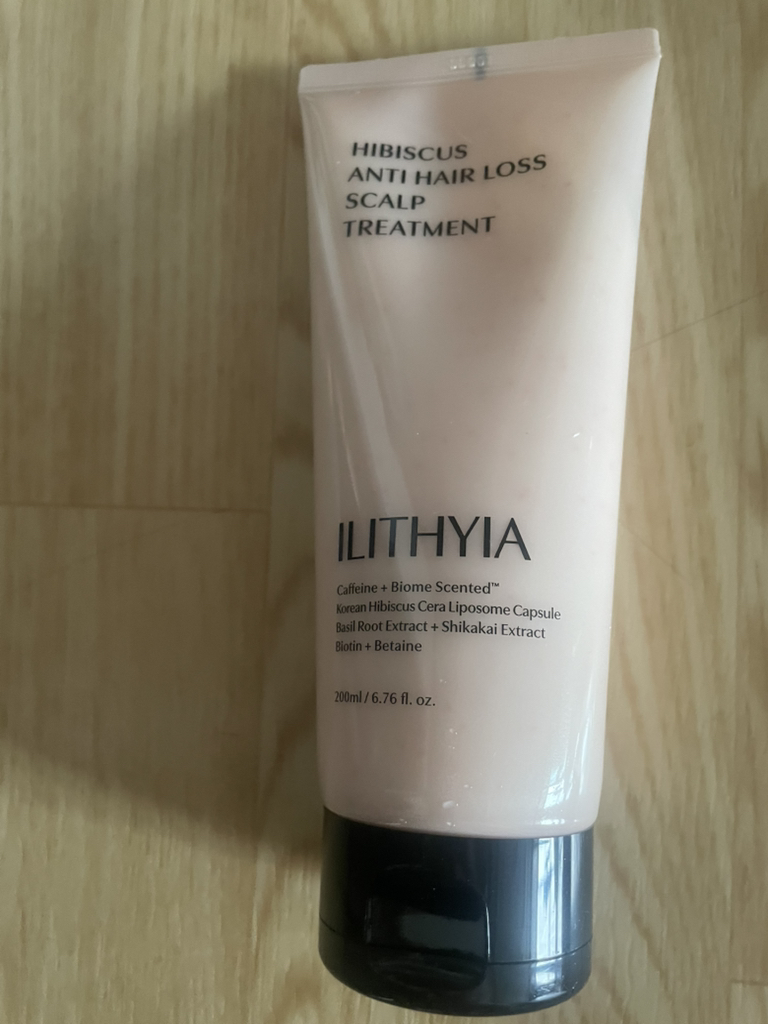 HIBISCUS
ANTI HAIR LOSS
SCALP
TREATMENT
ILITHYIA
Caffeine + Biome Scented™
Korean Hibiscus Cera Liposome Capsule
Basil Root Extract + Shikakai Extract
Biotin + Betaine
200ml / 6.76 fl. oz.